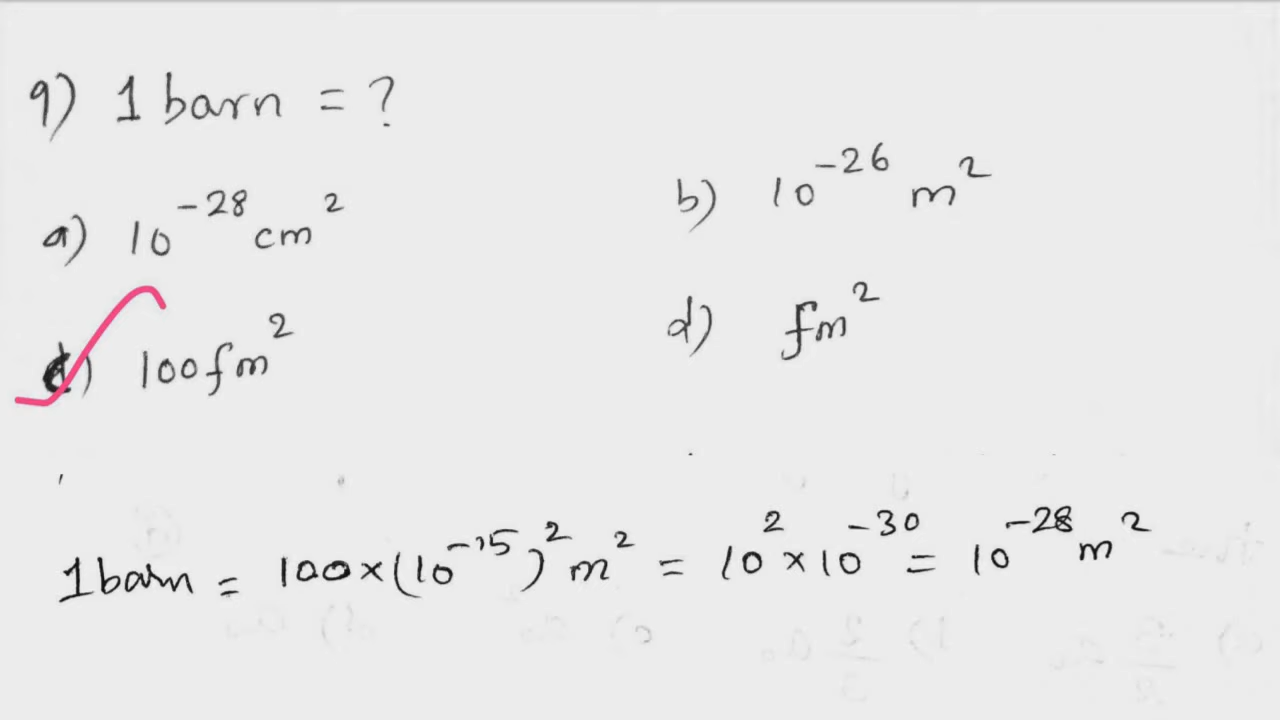 9) 1 barn = ?
a) 10^-28 cm^2 b) 10^-26 m^2
c) 100 fm^2 d) fm^2
1 barn = 100 × (10^-15)^2 m^2 = 10^2 × 10^-30 = 10^-28 m^2